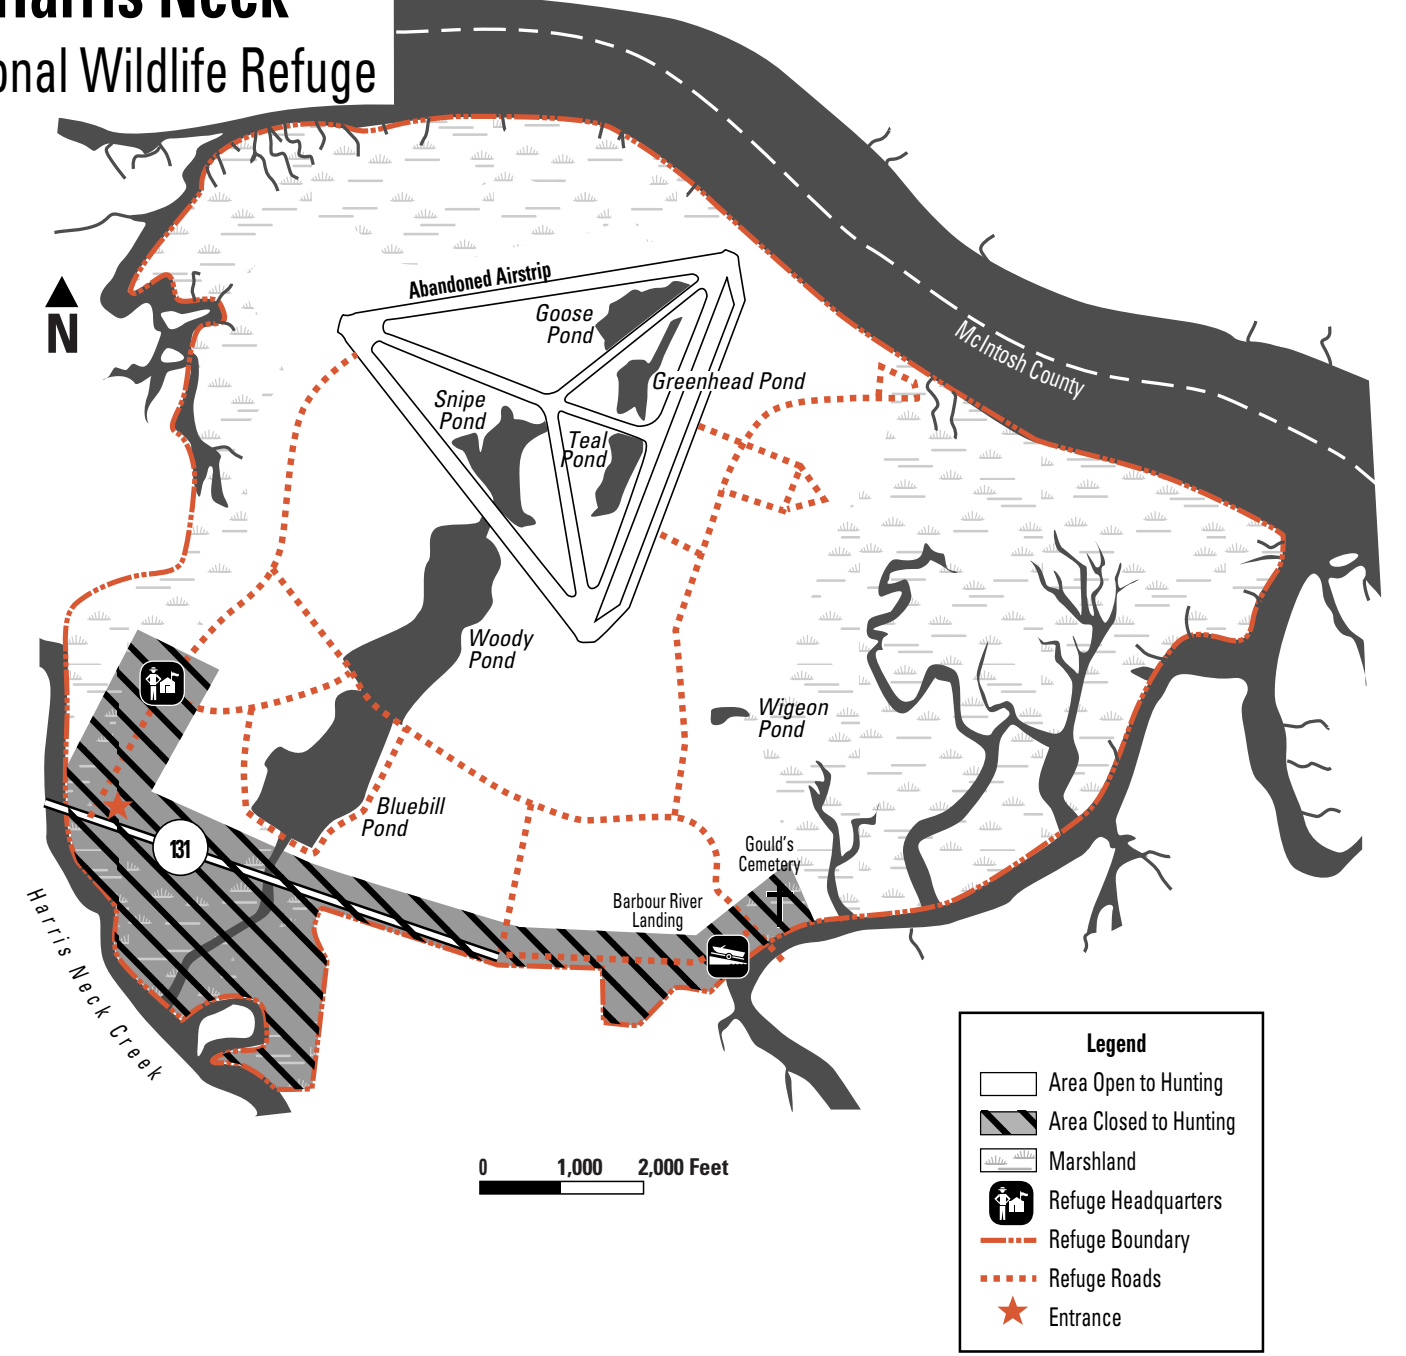 Harris Neck
onal Wildlife Refuge
Abandoned Airstrip
Goose
Pond
Greenhead Pond
Snipe
Pond
Teal
Pond
McIntosh County
N
Woody
Pond
Wigeon
Pond
Bluebill
Pond
131
Gould's
Cemetery
Barbour River
Landing
Harris Neck Creek
0 1,000 2,000 Feet
Legend
Area Open to Hunting
Area Closed to Hunting
Marshland
Refuge Headquarters
Refuge Boundary
Refuge Roads
Entrance